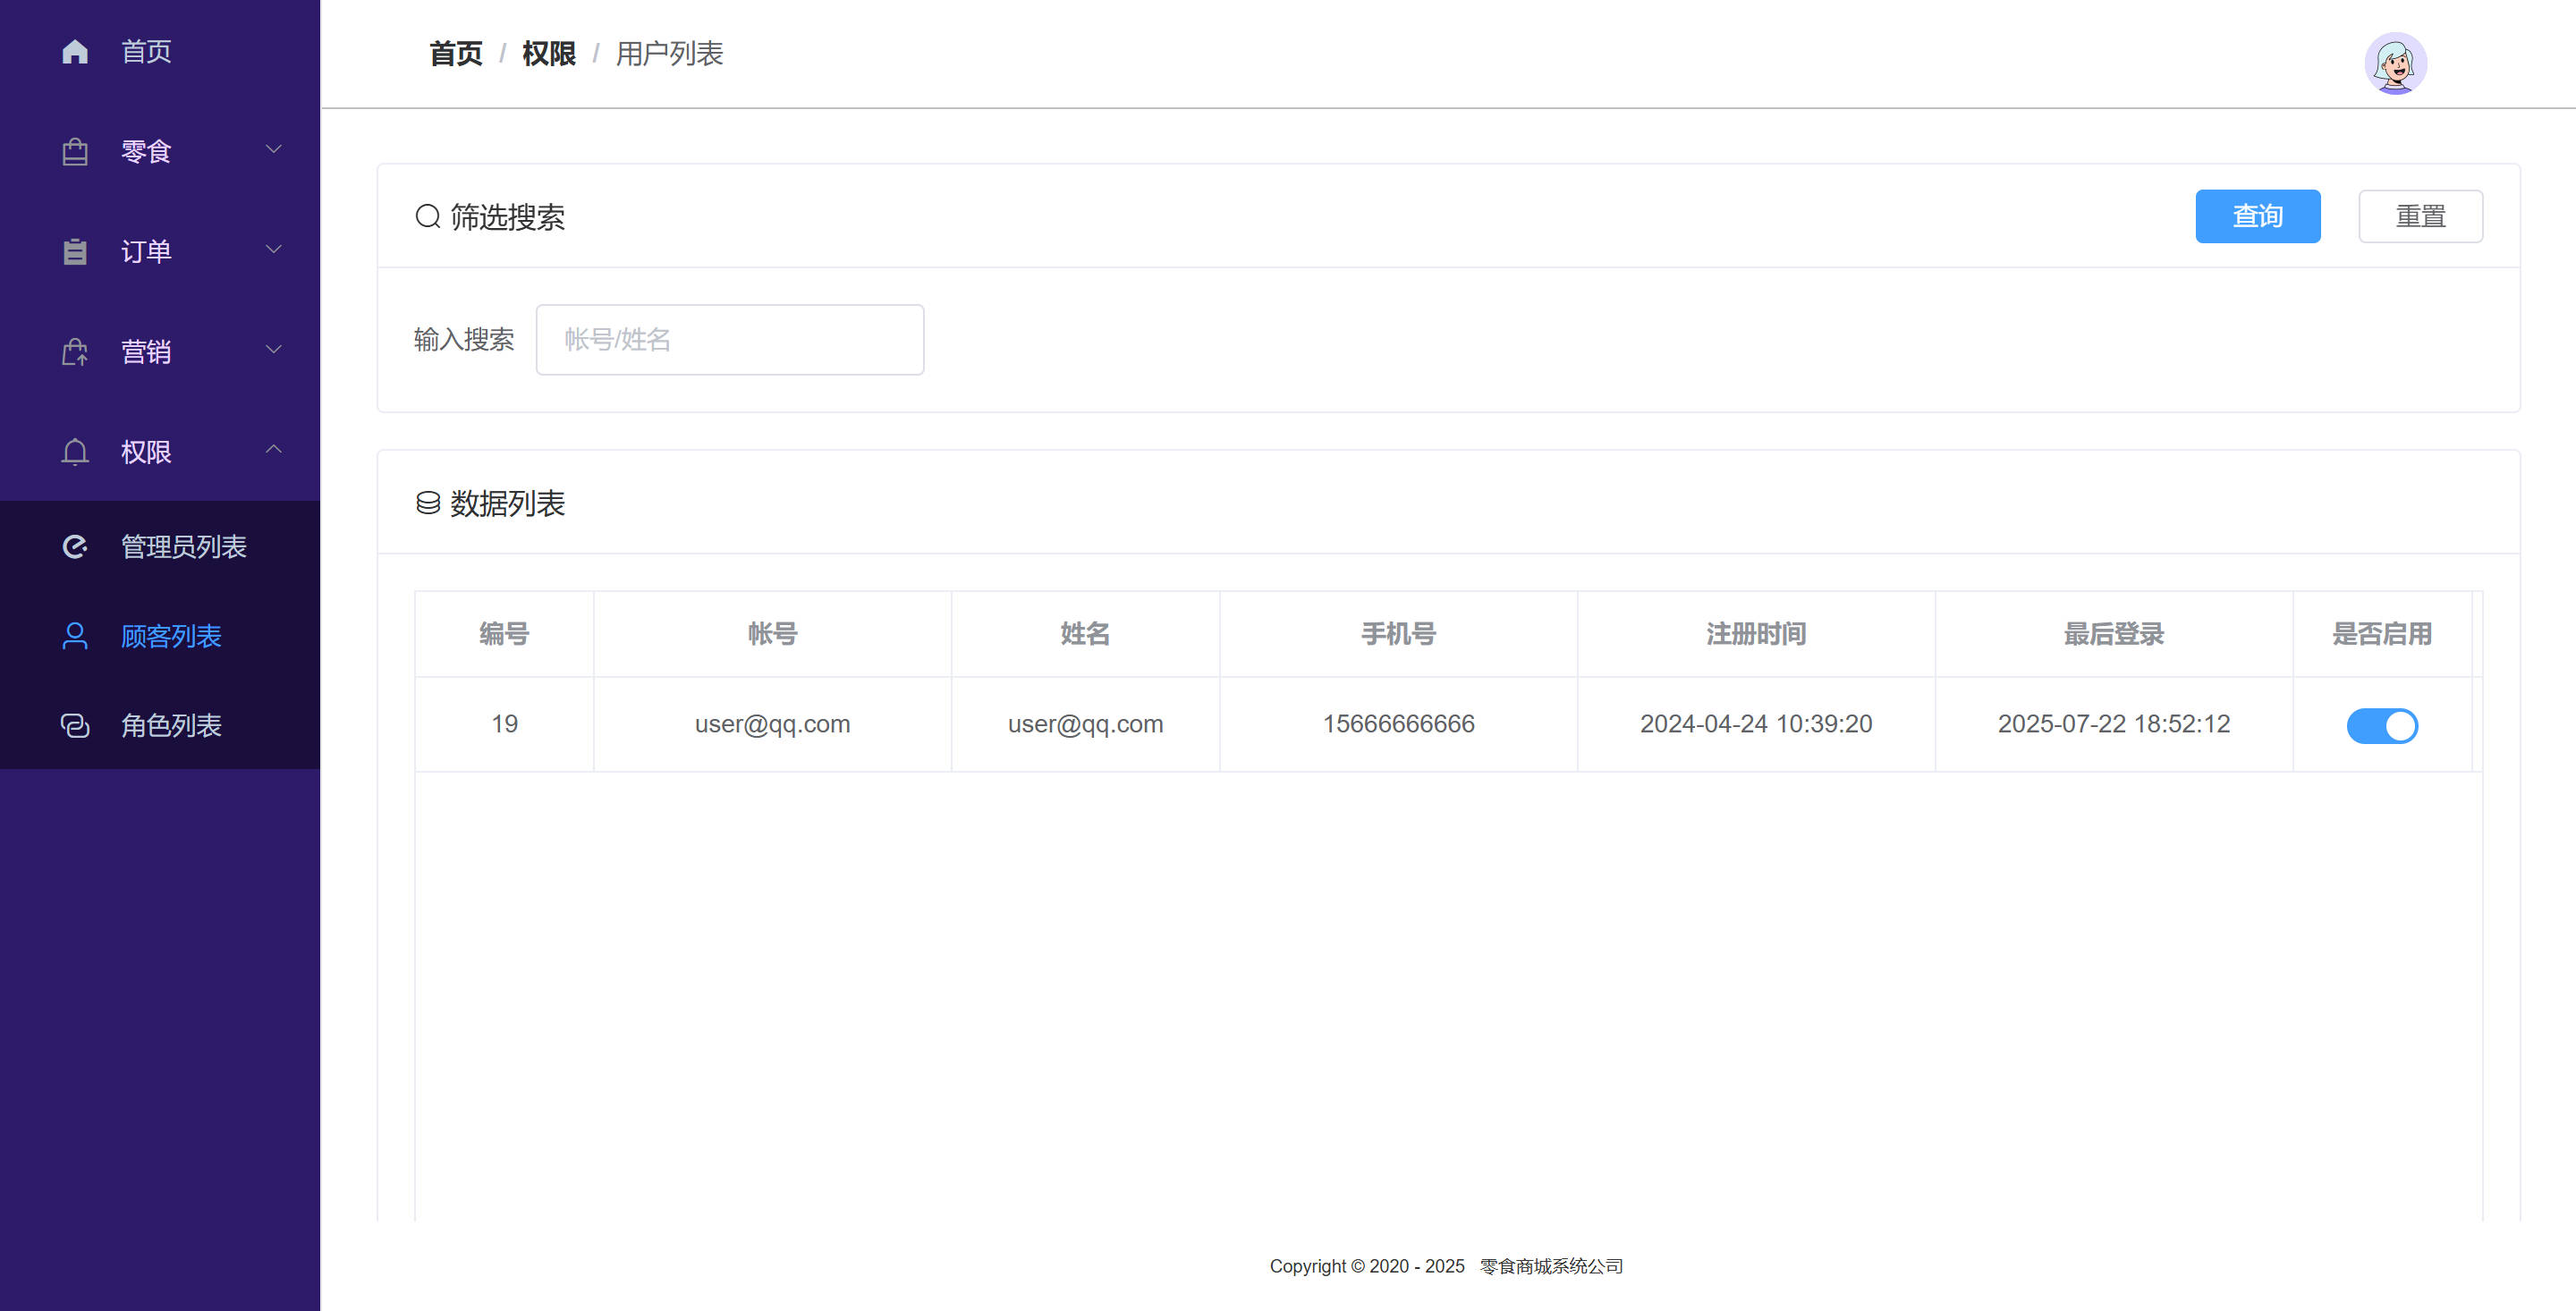 首页
零食
订单
营销
权限
管理员列表
顾客列表
角色列表
首页 / 权限 / 用户列表
筛选搜索
查询 重置
输入搜索 帐号/姓名
数据列表
编号 帐号 姓名 手机号 注册时间 最后登录 是否启用
19 user@qq.com user@qq.com 15666666666 2024-04-24 10:39:20 2025-07-22 18:52:12
Copyright © 2020 - 2025 零食商城系统公司